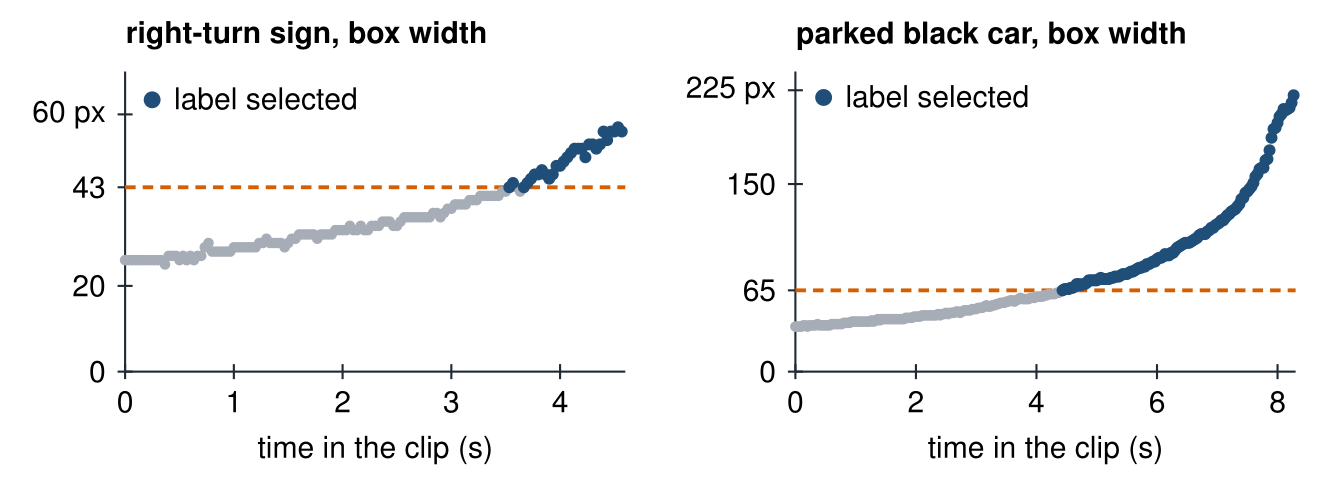 right-turn sign, box width
label selected
60 px
43
20
0
0 1 2 3 4
time in the clip (s)
parked black car, box width
label selected
225 px
150
65
0
0 2 4 6 8
time in the clip (s)